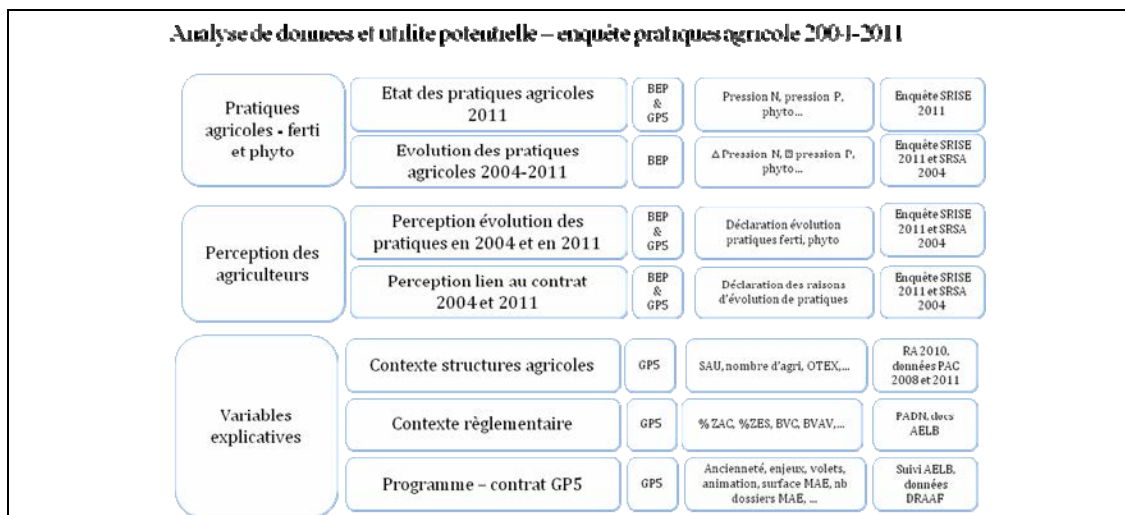 Analyse de donnees et utilite potentielle – enquête pratiques agricole 2004-2011
Pratiques
agricoles - ferti
et phyto
Etat des pratiques agricoles
2011
BEP
&
GP5
Pression N, pression P,
phyto...
Enquête SRISE
2011
Evolution des pratiques
agricoles 2004-2011
BEP
Δ Pression N, pression P,
phyto...
Enquête SRISE
2011 et SRSA
2004
Perception des
agriculteurs
Perception évolution des
pratiques en 2004 et en 2011
BEP
&
GP5
Déclaration évolution
pratiques ferti, phyto
Enquête SRISE
2011 et SRSA
2004
Perception lien au contrat
2004 et 2011
BEP
&
GP5
Déclaration des raisons
d'évolution de pratiques
Enquête SRISE
2011 et SRSA
2004
Variables
explicatives
Contexte structures agricoles
GP5
SAU, nombre d'agri, OTEX,...
RA 2010,
données PAC
2008 et 2011
Contexte règlementaire
GP5
% ZAC, %ZES, BVC, BVAV,...
PADN, docs
AELB
Programme – contrat GP5
GP5
Ancienneté, enjeux, volets,
animation, surface MAE, nb
dossiers MAE, ...
Suivi AELB,
données
DRAAF